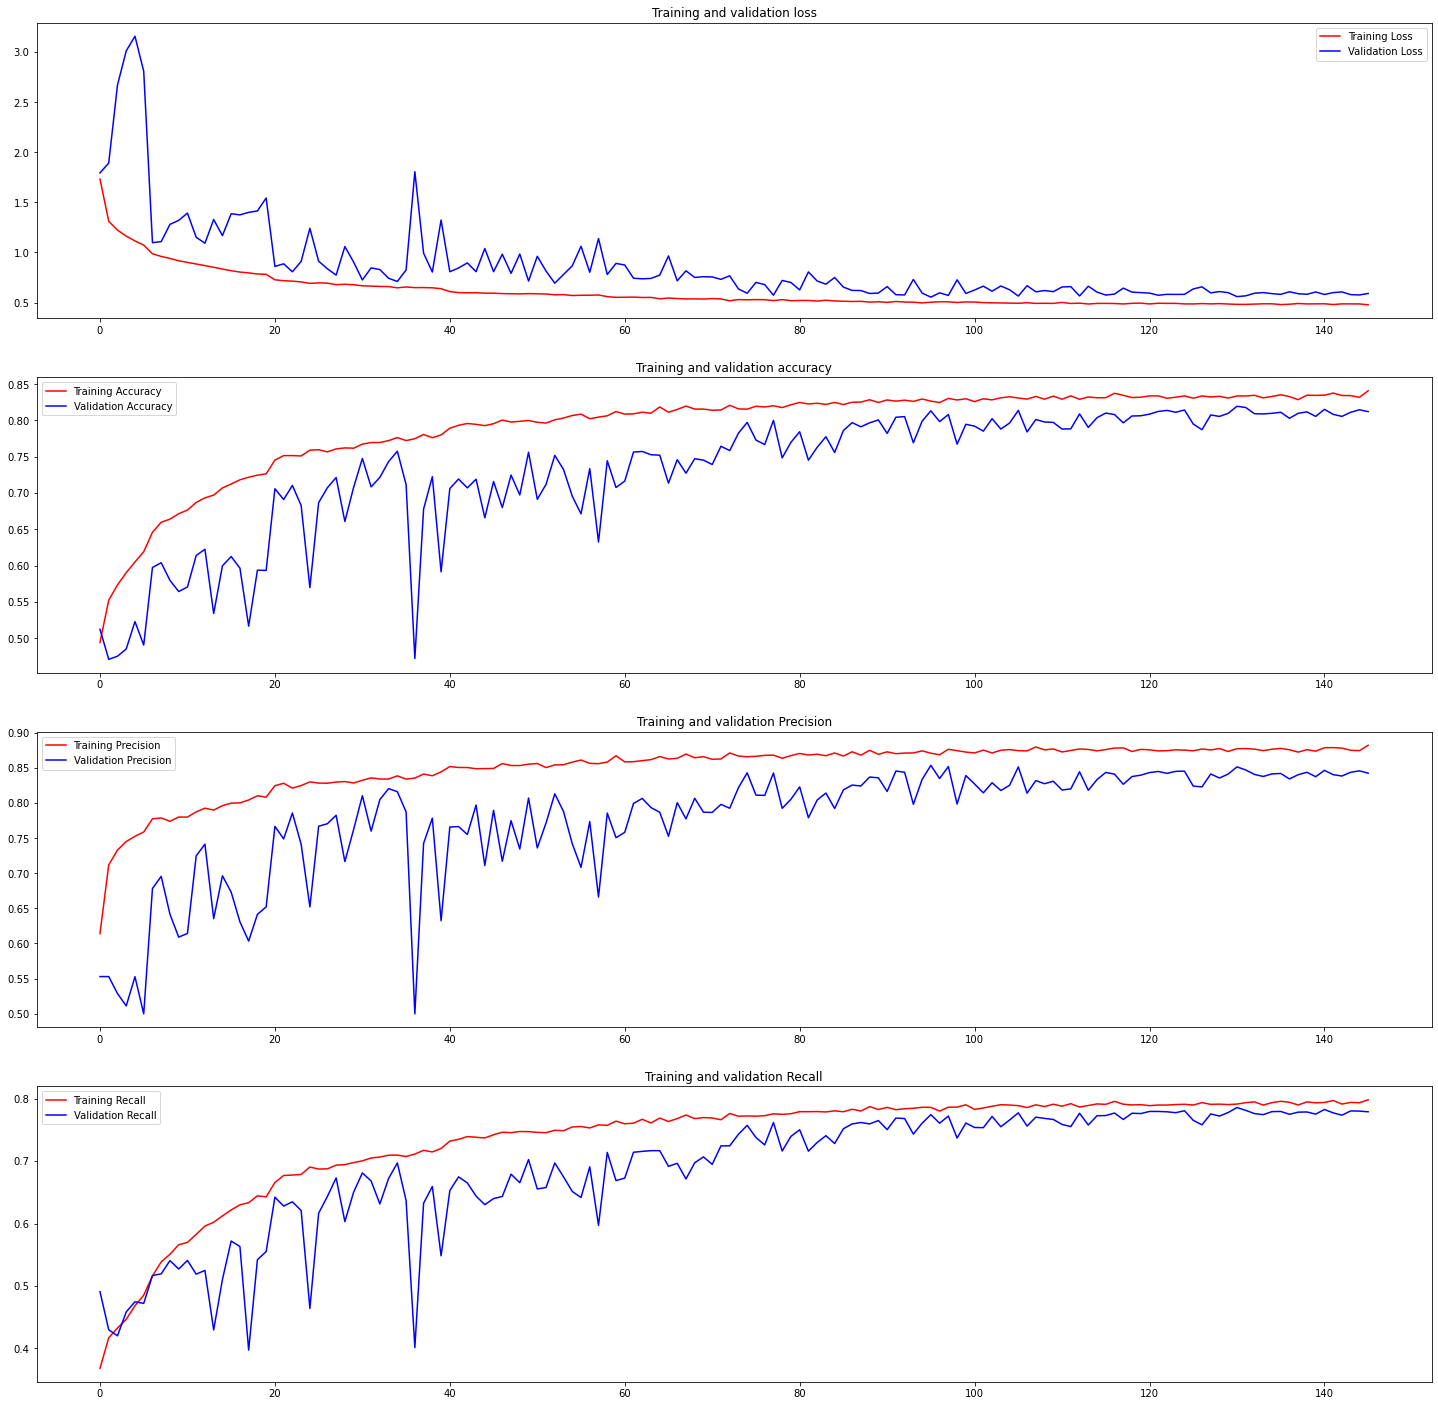 Training and validation loss
Training Loss
Validation Loss
3.0
2.5
2.0
1.5
1.0
0.5
0 20 40 60 80 100 120 140
Training and validation accuracy
Training Accuracy
Validation Accuracy
0.85
0.80
0.75
0.70
0.65
0.60
0.55
0.50
0 20 40 60 80 100 120 140
Training and validation Precision
Training Precision
Validation Precision
0.90
0.85
0.80
0.75
0.70
0.65
0.60
0.55
0.50
0 20 40 60 80 100 120 140
Training and validation Recall
Training Recall
Validation Recall
0.8
0.7
0.6
0.5
0.4
0 20 40 60 80 100 120 140